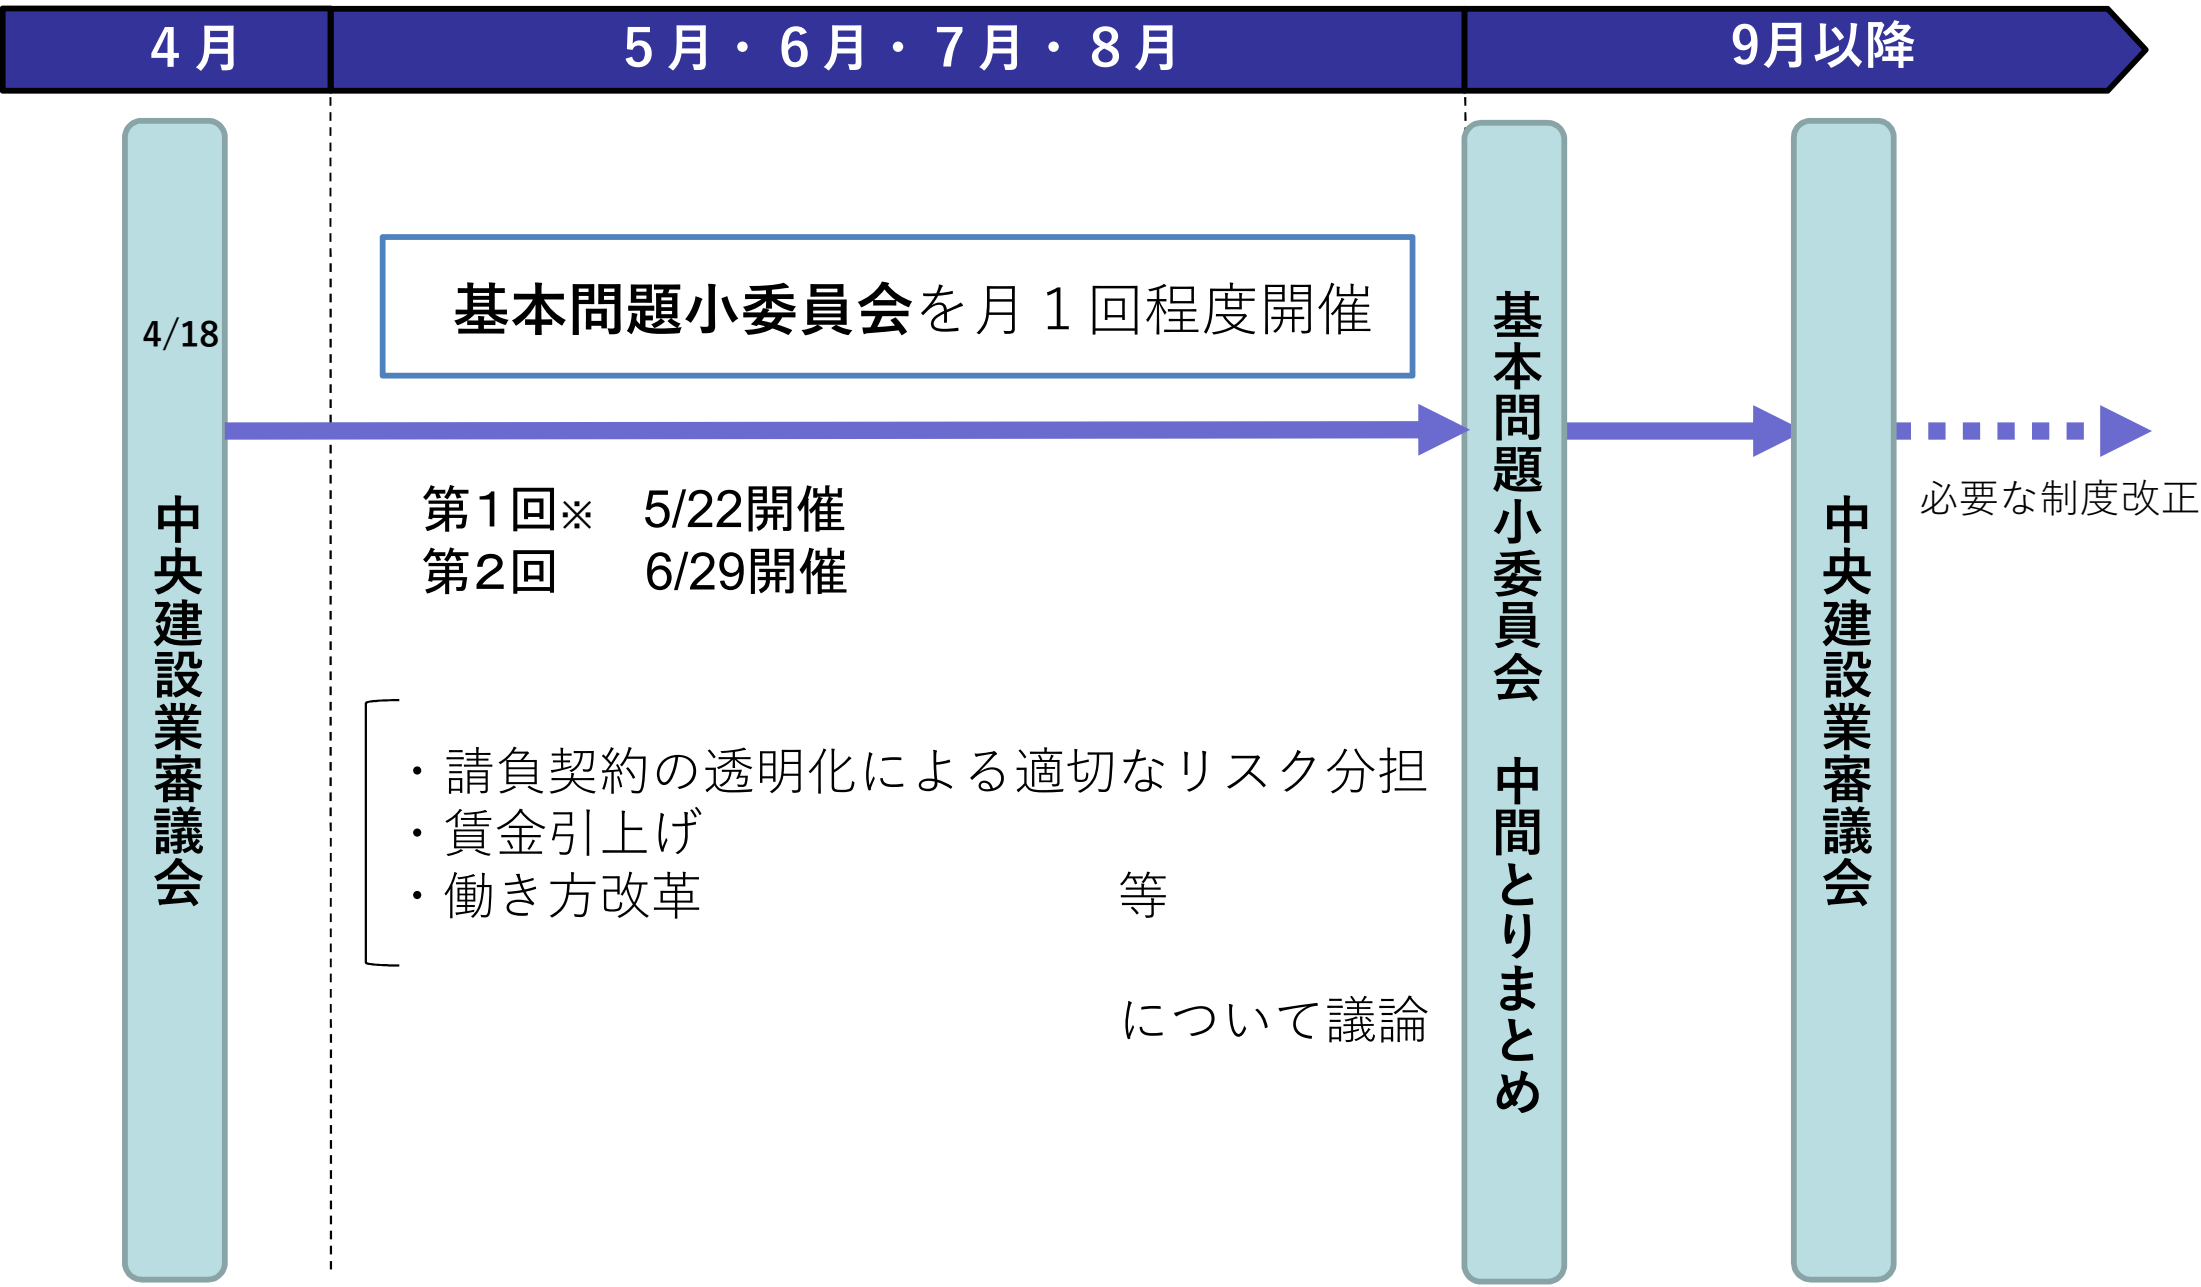 4月
5月・6月・7月・8月
9月以降
4/18
中央建設業審議会
基本問題小委員会を月１回程度開催
第１回※　5/22開催
第２回　6/29開催
・請負契約の透明化による適切なリスク分担
・賃金引上げ
・働き方改革　等
について議論
基本問題小委員会　中間とりまとめ
中央建設業審議会
必要な制度改正